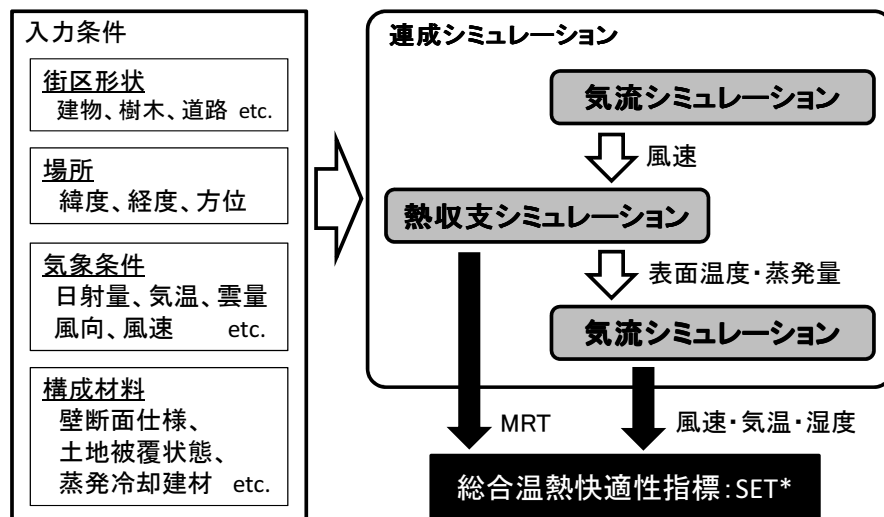 入力条件
街区形状
建物、樹木、道路 etc.
場所
緯度、経度、方位
気象条件
日射量、気温、雲量
風向、風速 etc.
構成材料
壁断面仕様、
土地被覆状態、
蒸発冷却建材 etc.
連成シミュレーション
気流シミュレーション
風速
熱収支シミュレーション
表面温度・蒸発量
気流シミュレーション
MRT
風速・気温・湿度
総合温熱快適性指標：SET*